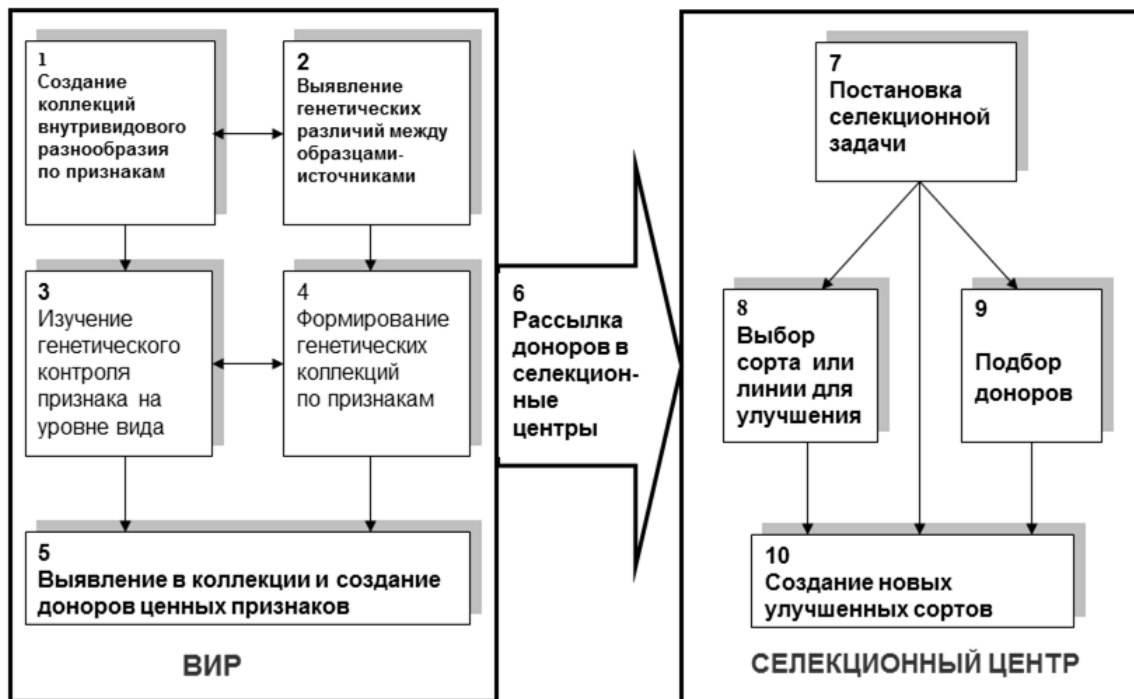 1
Создание
коллекций
внутривидового
разнообразия
по признакам
2
Выявление
генетических
различий между
образцами-
источниками
3
Изучение
генетического
контроля
признака на
уровне вида
4
Формирование
генетических
коллекций
по признакам
5
Выявление в коллекции и создание
доноров ценных признаков
ВИР
6
Рассылка
доноров в
селекцион-
ные
центры
7
Постановка
селекционной
задачи
8
Выбор
сорта или
линии для
улучшения
9
Подбор
доноров
10
Создание новых
улучшенных сортов
СЕЛЕКЦИОННЫЙ ЦЕНТР